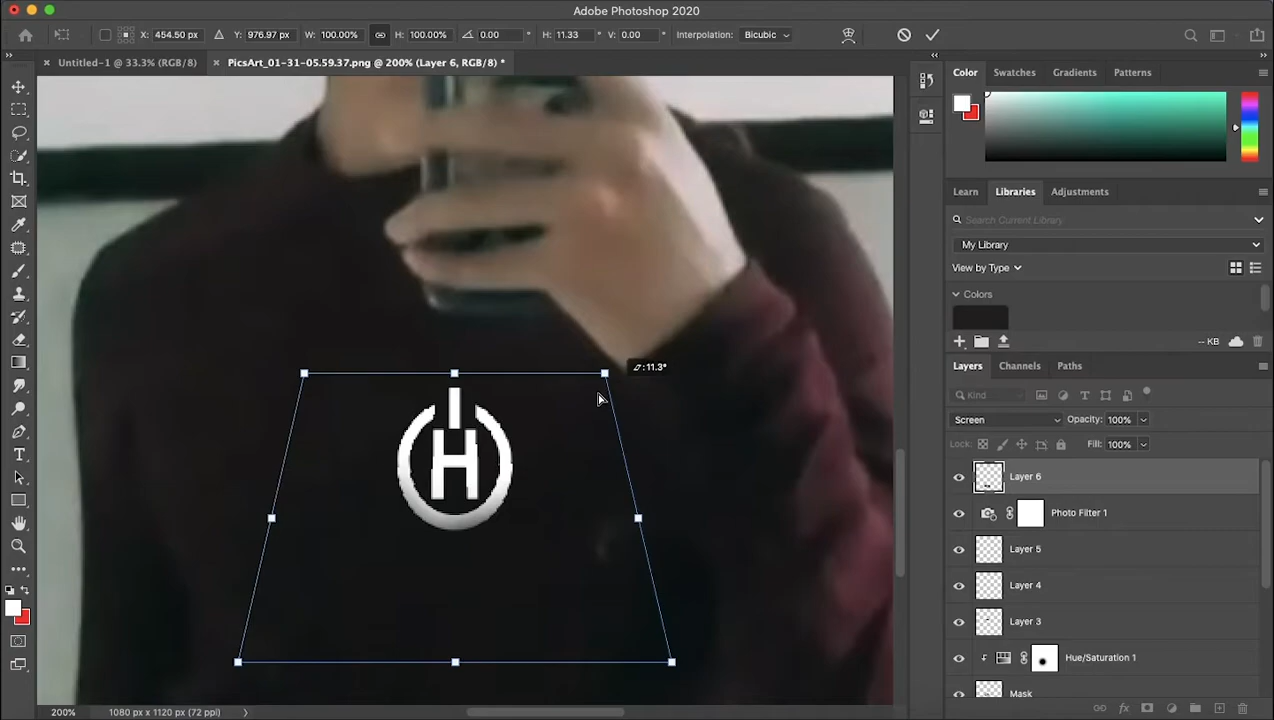 Adobe Photoshop 2020
X: 454.50 px Y: 976.97 px W: 100.00% H: 100.00% 0.00 ° H: 11.33 ° V: 0.00 ° Interpolation: Bicubic
Untitled-1 @ 33.3% (RGB/8) PicsArt_01-31-05.59.37.png @ 200% (Layer 6, RGB/8) *
Color Swatches Gradients Patterns
Learn Libraries Adjustments
Search Current Library
My Library
View by Type
Colors
-- KB
Layers Channels Paths
Kind
Screen Opacity: 100%
Lock: Fill: 100%
Layer 6
Photo Filter 1
Layer 5
Layer 4
Layer 3
Hue/Saturation 1
Mask
:11.3°
H
200% 1080 px x 1120 px (72 ppi)